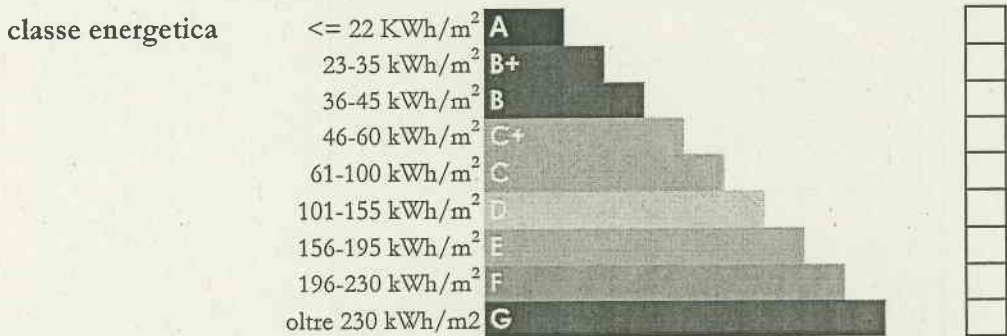 classe energetica <= 22 KWh/m² A
23-35 kWh/m² B+
36-45 kWh/m² B
46-60 kWh/m² C+
61-100 kWh/m² C
101-155 kWh/m² D
156-195 kWh/m² E
196-230 kWh/m² F
oltre 230 kWh/m2 G